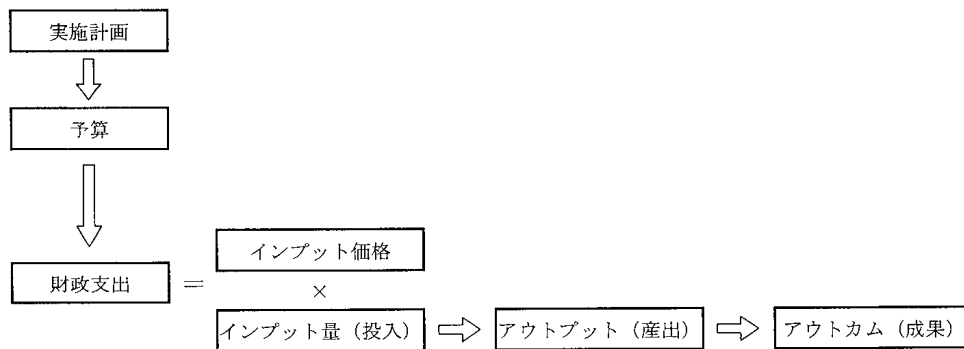 実施計画
予算
インプット価格
財政支出 =
×
インプット量（投入） アウトプット（産出） アウトカム（成果）